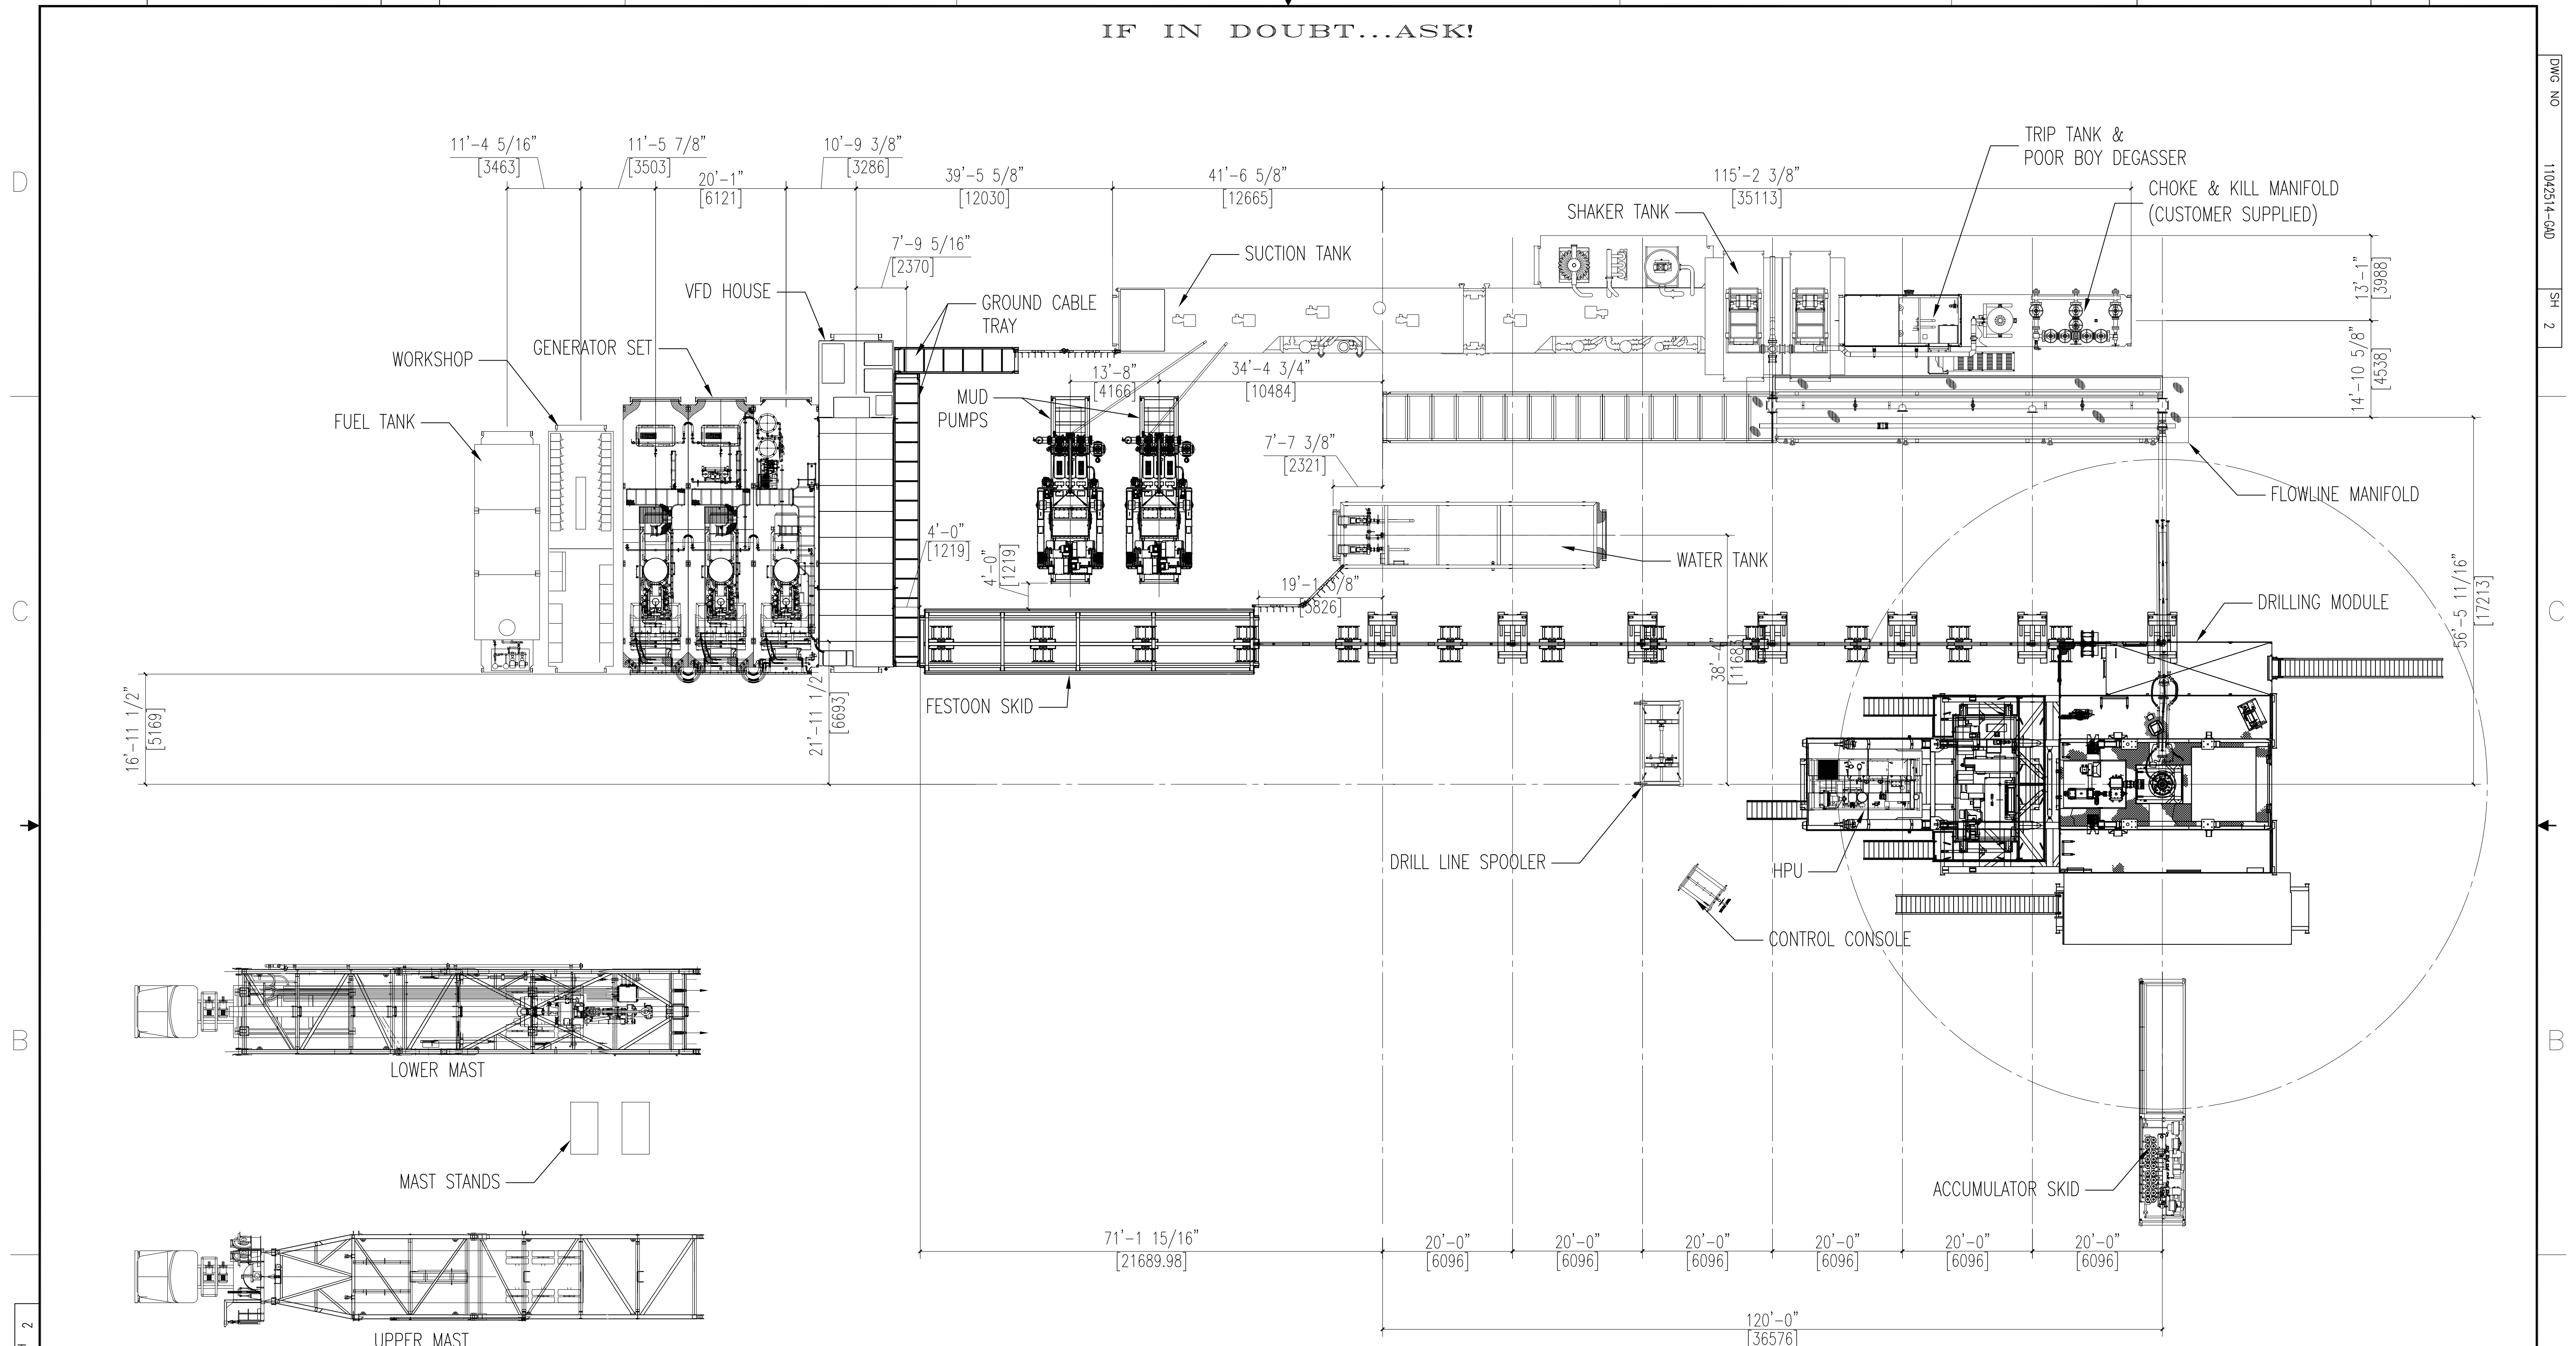 IF IN DOUBT...ASK!
DWG NO
11042514-GAD
SH 2
D
C
B
D
C
B
11'-4 5/16"
[3463]
11'-5 7/8"
[3503]
20'-1"
[6121]
10'-9 3/8"
[3286]
39'-5 5/8"
[12030]
41'-6 5/8"
[12665]
115'-2 3/8"
[35113]
7'-9 5/16"
[2370]
TRIP TANK &
POOR BOY DEGASSER
CHOKE & KILL MANIFOLD
(CUSTOMER SUPPLIED)
SHAKER TANK
SUCTION TANK
VFD HOUSE
GROUND CABLE
TRAY
GENERATOR SET
WORKSHOP
FUEL TANK
MUD
PUMPS
13'-8"
[4166]
34'-4 3/4"
[10484]
13'-1"
[3988]
14'-10 5/8"
[4538]
7'-7 3/8"
[2321]
FLOWLINE MANIFOLD
4'-0"
[1219]
4'-0"
[1219]
WATER TANK
[5826]
56'-5 11/16"
[17213]
DRILLING MODULE
38'-4"
[11683]
FESTOON SKID
16'-11 1/2"
[5169]
21'-11 1/2"
[6693]
DRILL LINE SPOOLER
HPU
CONTROL CONSOLE
LOWER MAST
MAST STANDS
ACCUMULATOR SKID
71'-1 15/16"
[21689.98]
20'-0"
[6096]
20'-0"
[6096]
20'-0"
[6096]
20'-0"
[6096]
20'-0"
[6096]
20'-0"
[6096]
120'-0"
[36576]
UPPER MAST
2